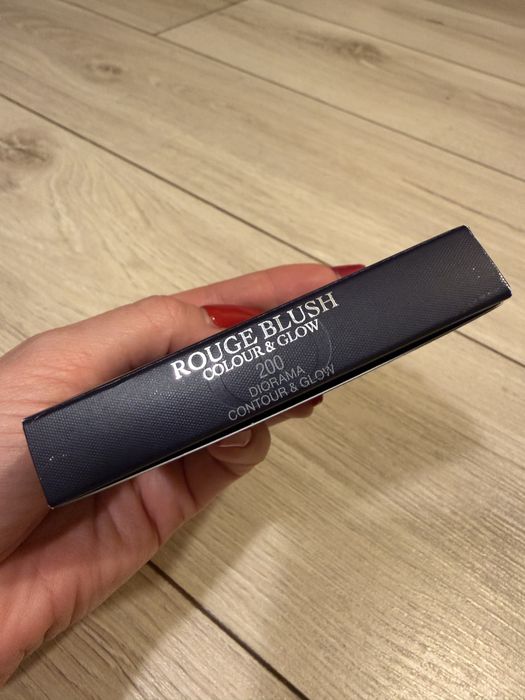 ROUGE BLUSH
COLOUR & GLOW
200
DIORAMA
CONTOUR & GLOW